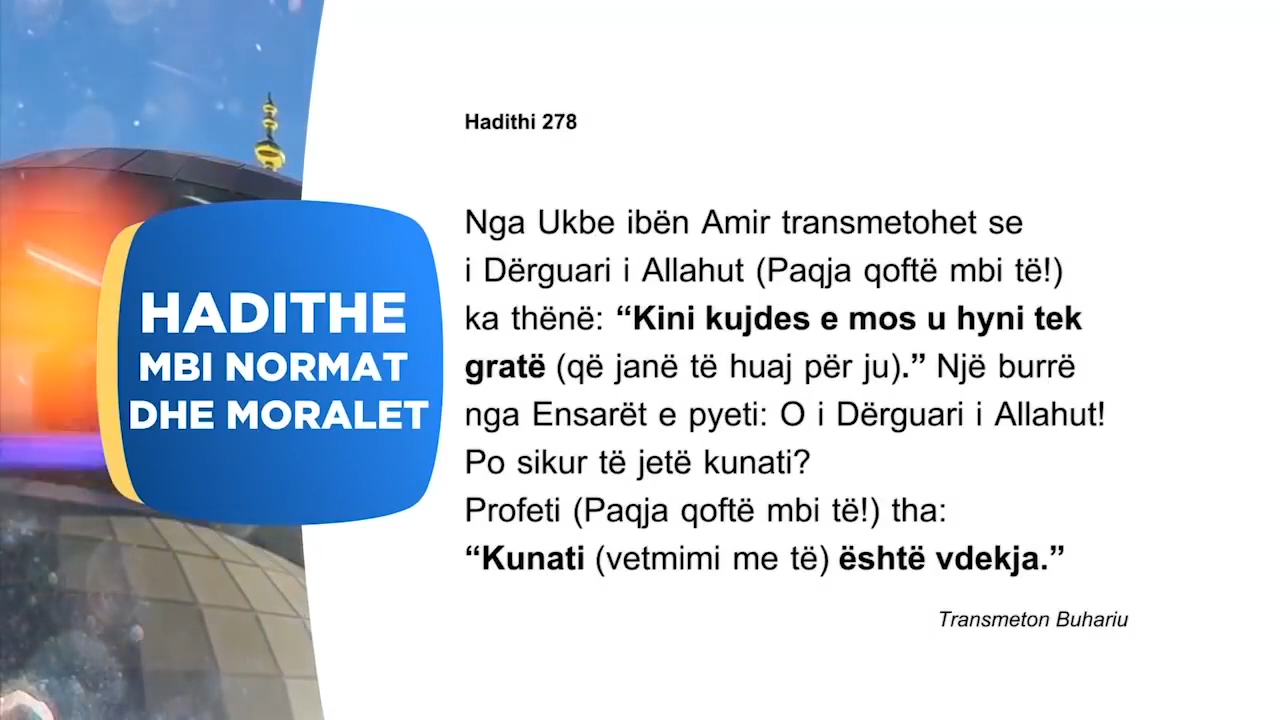 HADITHE
MBI NORMAT
DHE MORALET
Hadithi 278
Nga Ukbe ibën Amir transmetohet se
i Dërguari i Allahut (Paqja qoftë mbi të!)
ka thënë: “Kini kujdes e mos u hyni tek
gratë (që janë të huaj për ju).” Një burrë
nga Ensarët e pyeti: O i Dërguari i Allahut!
Po sikur të jetë kunati?
Profeti (Paqja qoftë mbi të!) tha:
“Kunati (vetmimi me të) është vdekja.”
Transmeton Buhariu